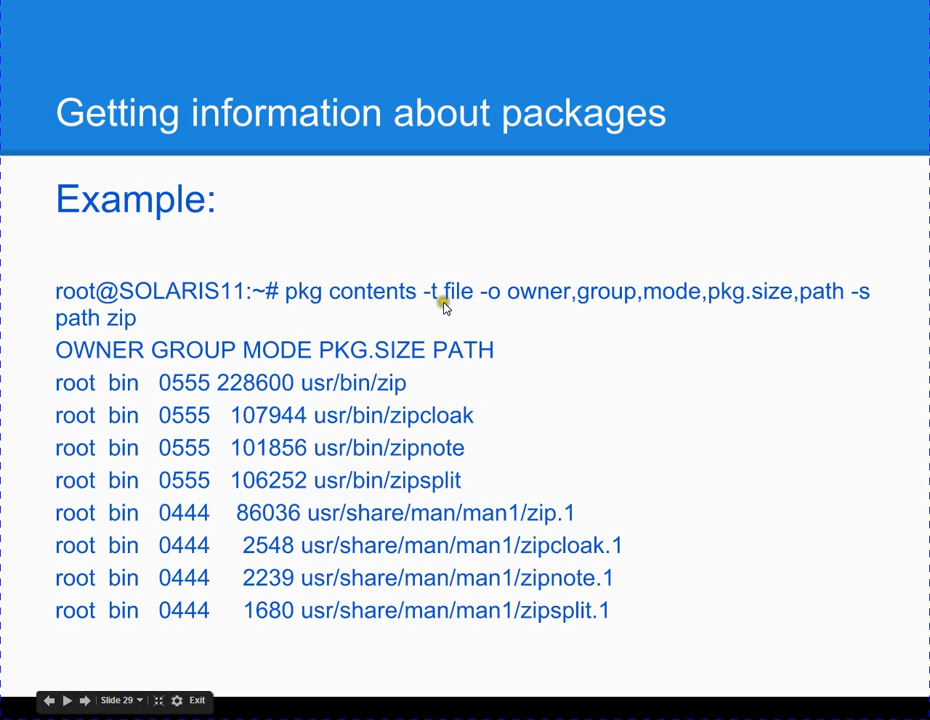 Getting information about packages
Example:
root@SOLARIS11:~# pkg contents -t file -o owner,group,mode,pkg.size,path -s
path zip
OWNER GROUP MODE PKG.SIZE PATH
root bin 0555 228600 usr/bin/zip
root bin 0555 107944 usr/bin/zipcloak
root bin 0555 101856 usr/bin/zipnote
root bin 0555 106252 usr/bin/zipsplit
root bin 0444 86036 usr/share/man/man1/zip.1
root bin 0444 2548 usr/share/man/man1/zipcloak.1
root bin 0444 2239 usr/share/man/man1/zipnote.1
root bin 0444 1680 usr/share/man/man1/zipsplit.1
Slide 29 Exit